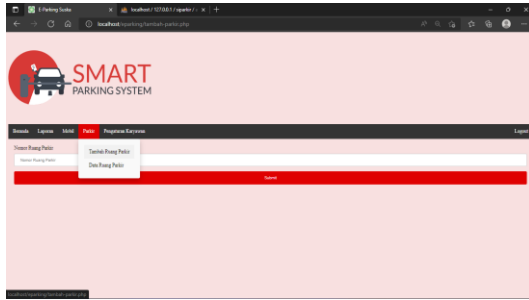 E-Parking Susko
localhost / 127.0.0.1 / eparkir /
localhost/eparking/tambah-parkir.php
SMART
PARKING SYSTEM
Beranda Laporan Mobil Parkir Pengaturan Karyawan Logout
Nomor Ruang Parkir
Tambah Ruang Parkir
Nomor Ruang Parkir
Data Ruang Parkir
Submit
localhost/eparking/tambah-parkir.php